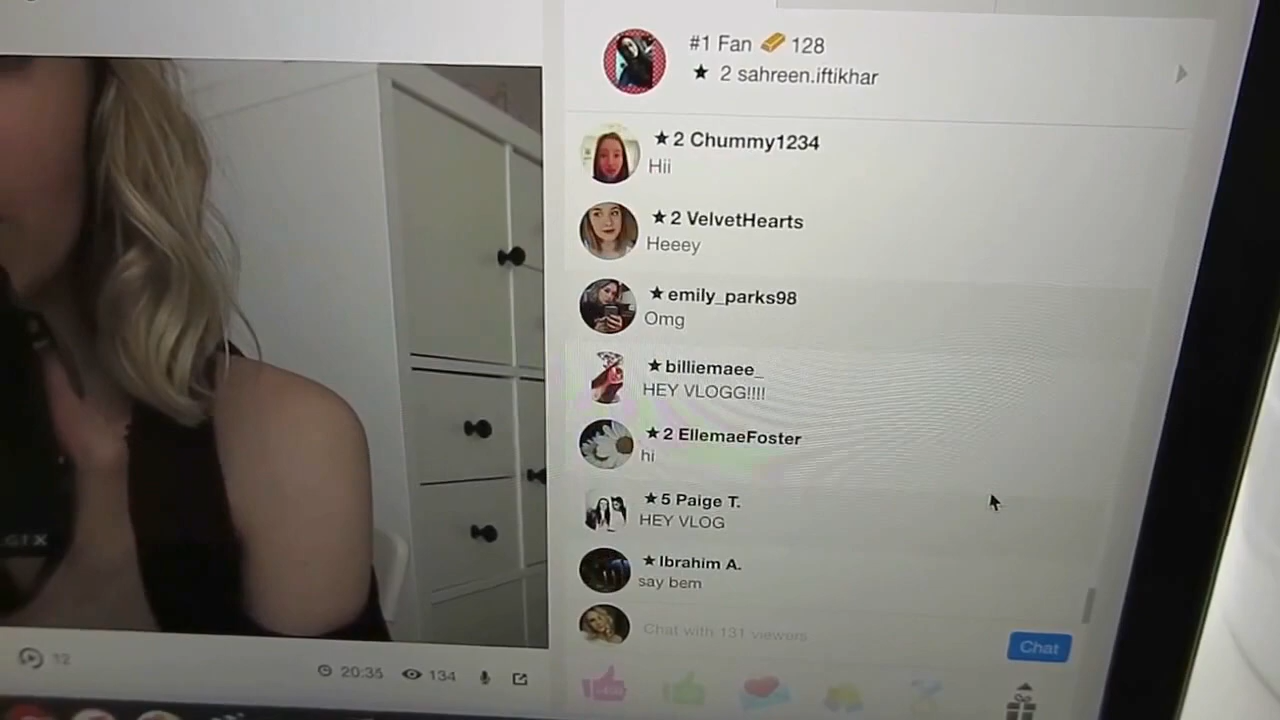 #1 Fan 128
★ 2 sahreen.iftikhar
★ 2 Chummy1234
Hii
★ 2 VelvetHearts
Heeey
★ emily_parks98
Omg
★ billiemaee_
HEY VLOGG!!!!
★ 2 EllemaeFoster
hi
★ 5 Paige T.
HEY VLOG
★ Ibrahim A.
say bem
Chat with 131 viewers
Chat
12
20:35
134